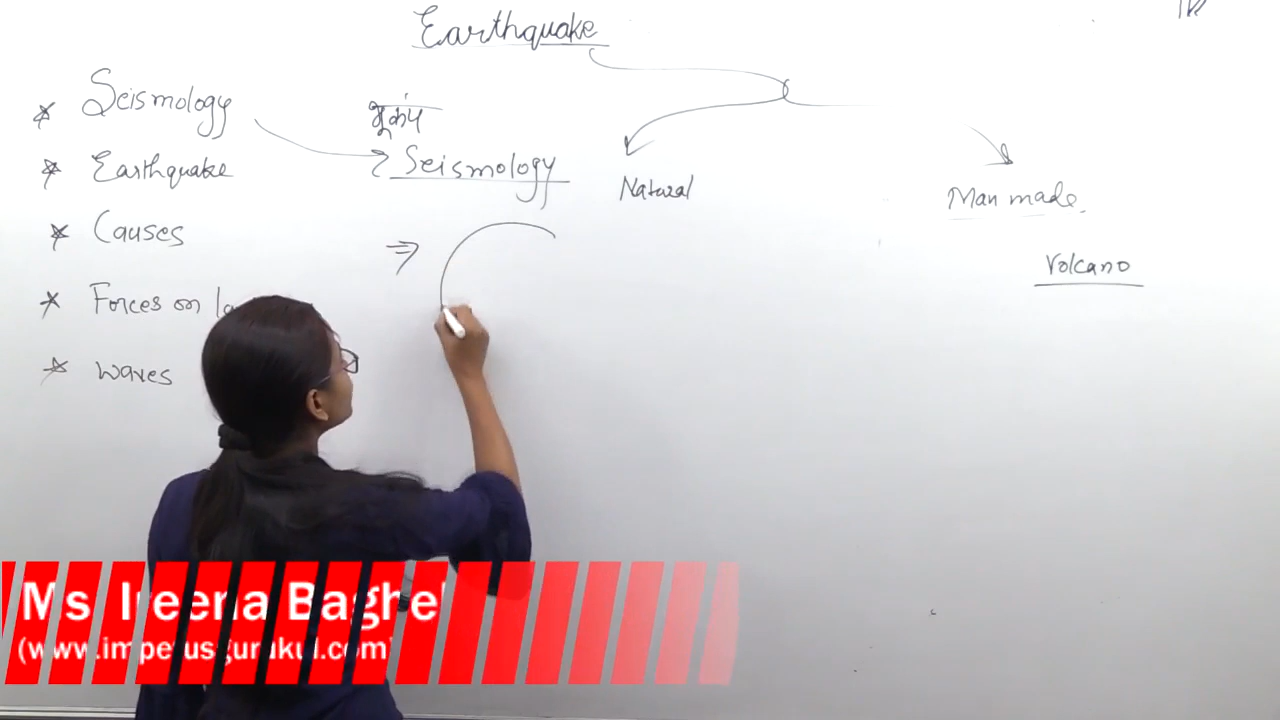 Earthquake
* Seismology
भूकंप
* Earthquake
Seismology
Natural
Man made
* Causes
⇒
Volcano
* Forces on
* waves
Ms Ireena Baghel
(www.impetusgurukul.com)